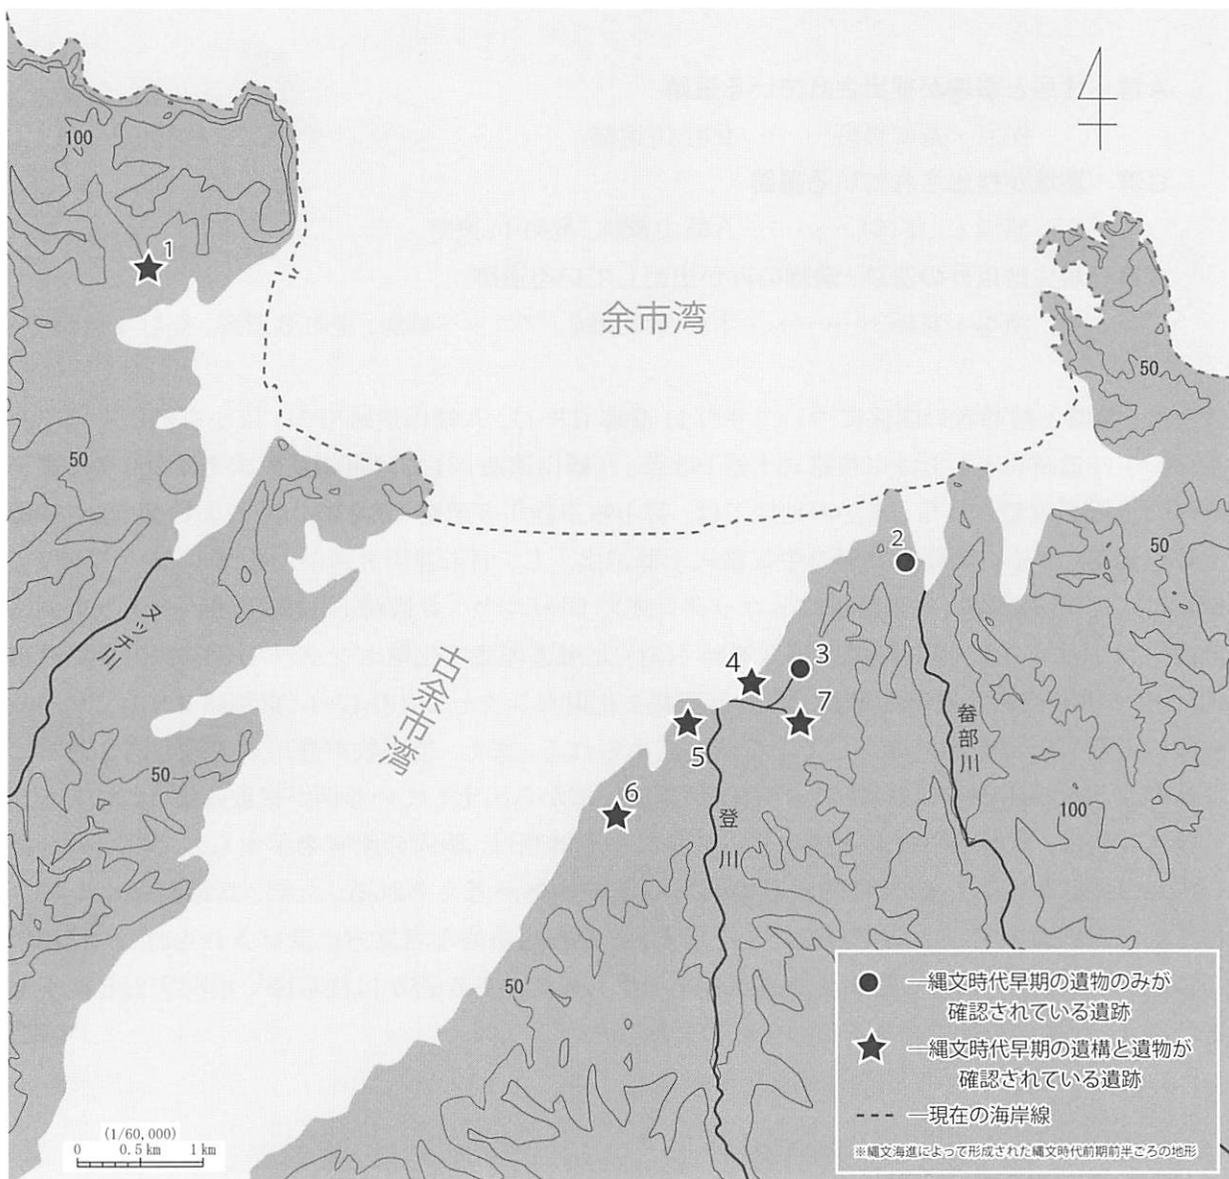 100
1
余市湾
50
50
50
2
ヌッチ川
古余市湾
4
3
7
5
畚部川
50
6
登川
100
50
(1/60,000)
0 0.5km 1km
―縄文時代早期の遺物のみが
確認されている遺跡
―縄文時代早期の遺構と遺物が
確認されている遺跡
―現在の海岸線
※縄文海進によって形成された縄文時代前期前半ごろの地形